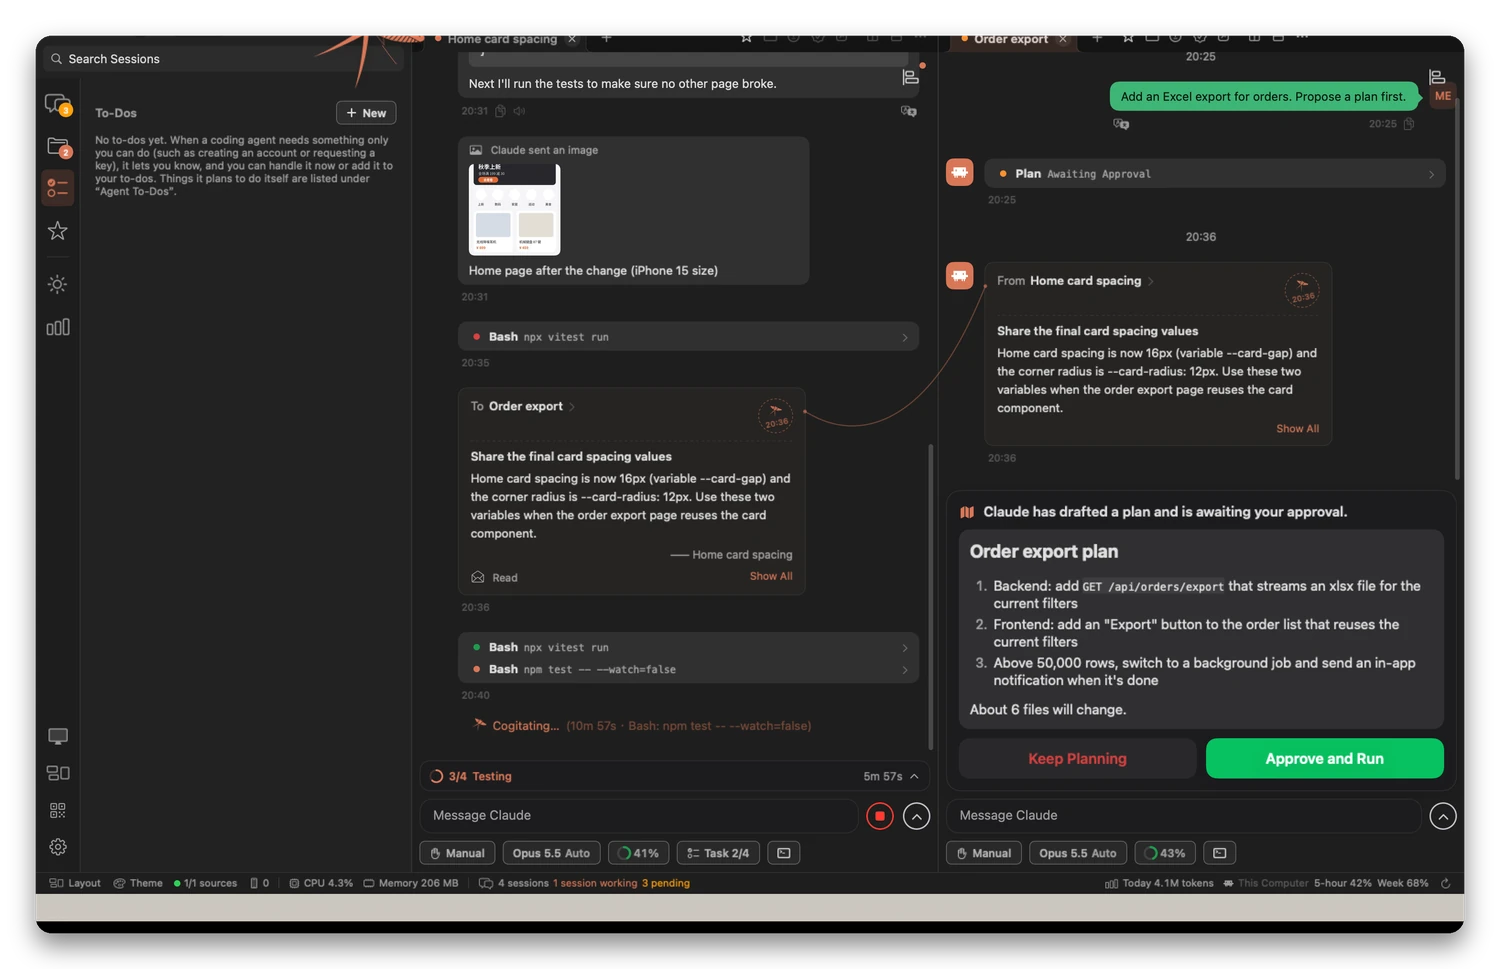 Search Sessions
3
2
To-Dos
+ New
No to-dos yet. When a coding agent needs something only
you can do (such as creating an account or requesting a
key), it lets you know, and you can handle it now or add it
to your to-dos. Things it plans to do itself are listed under
“Agent To-Dos”.
Home card spacing
Next I'll run the tests to make sure no other page broke.
20:31
Claude sent an image
秋季上新
Home page after the change (iPhone 15 size)
20:31
Bash npx vitest run
20:35
To Order export
20:36
Share the final card spacing values
Home card spacing is now 16px (variable --card-gap) and
the corner radius is --card-radius: 12px. Use these two
variables when the order export page reuses the card
component.
— Home card spacing
Read
Show All
20:36
Bash npx vitest run
Bash npm test -- --watch=false
20:40
Cogitating... (10m 57s · Bash: npm test -- --watch=false)
3/4 Testing
5m 57s
Message Claude
Manual
Opus 5.5 Auto
41%
Task 2/4
Order export
20:25
Add an Excel export for orders. Propose a plan first.
ME
20:25
Plan Awaiting Approval
20:25
20:36
From Home card spacing
20:36
Share the final card spacing values
Home card spacing is now 16px (variable --card-gap) and
the corner radius is --card-radius: 12px. Use these two
variables when the order export page reuses the card
component.
Show All
20:36
Claude has drafted a plan and is awaiting your approval.
Order export plan
1. Backend: add GET /api/orders/export that streams an xlsx file for the
current filters
2. Frontend: add an "Export" button to the order list that reuses the
current filters
3. Above 50,000 rows, switch to a background job and send an in-app
notification when it's done
About 6 files will change.
Keep Planning
Approve and Run
Message Claude
Manual
Opus 5.5 Auto
43%
Layout
Theme
1/1 sources
0
CPU 4.3%
Memory 206 MB
4 sessions 1 session working 3 pending
Today 4.1M tokens
This Computer 5-hour 42% Week 68%